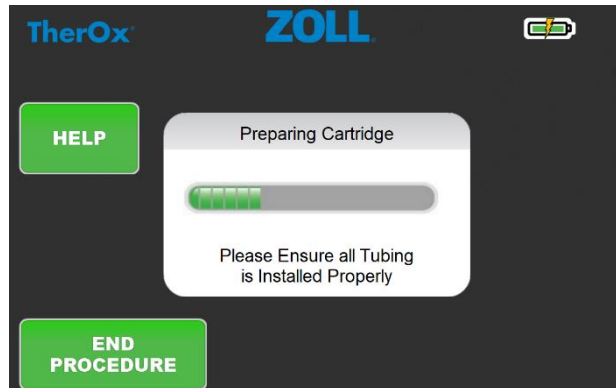 TherOx®
ZOLL®
HELP
Preparing Cartridge
Please Ensure all Tubing
is Installed Properly
END
PROCEDURE